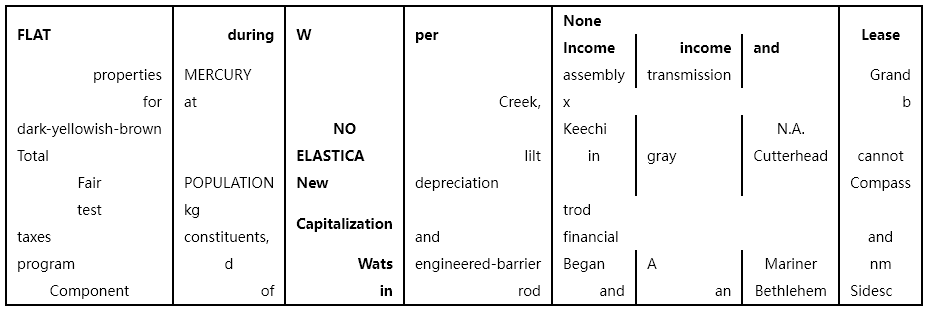 None
FLAT during W per Lease
Income income and
properties MERCURY assembly transmission Grand
for at Creek, x b
dark-yellowish-brown NO Keechi N.A.
Total ELASTICA lilt in gray Cutterhead cannot
Fair POPULATION New depreciation Compass
test kg trod
Capitalization
taxes constituents, and financial and
program d Wats engineered-barrier Began A Mariner nm
Component of in rod and an Bethlehem Sidesc